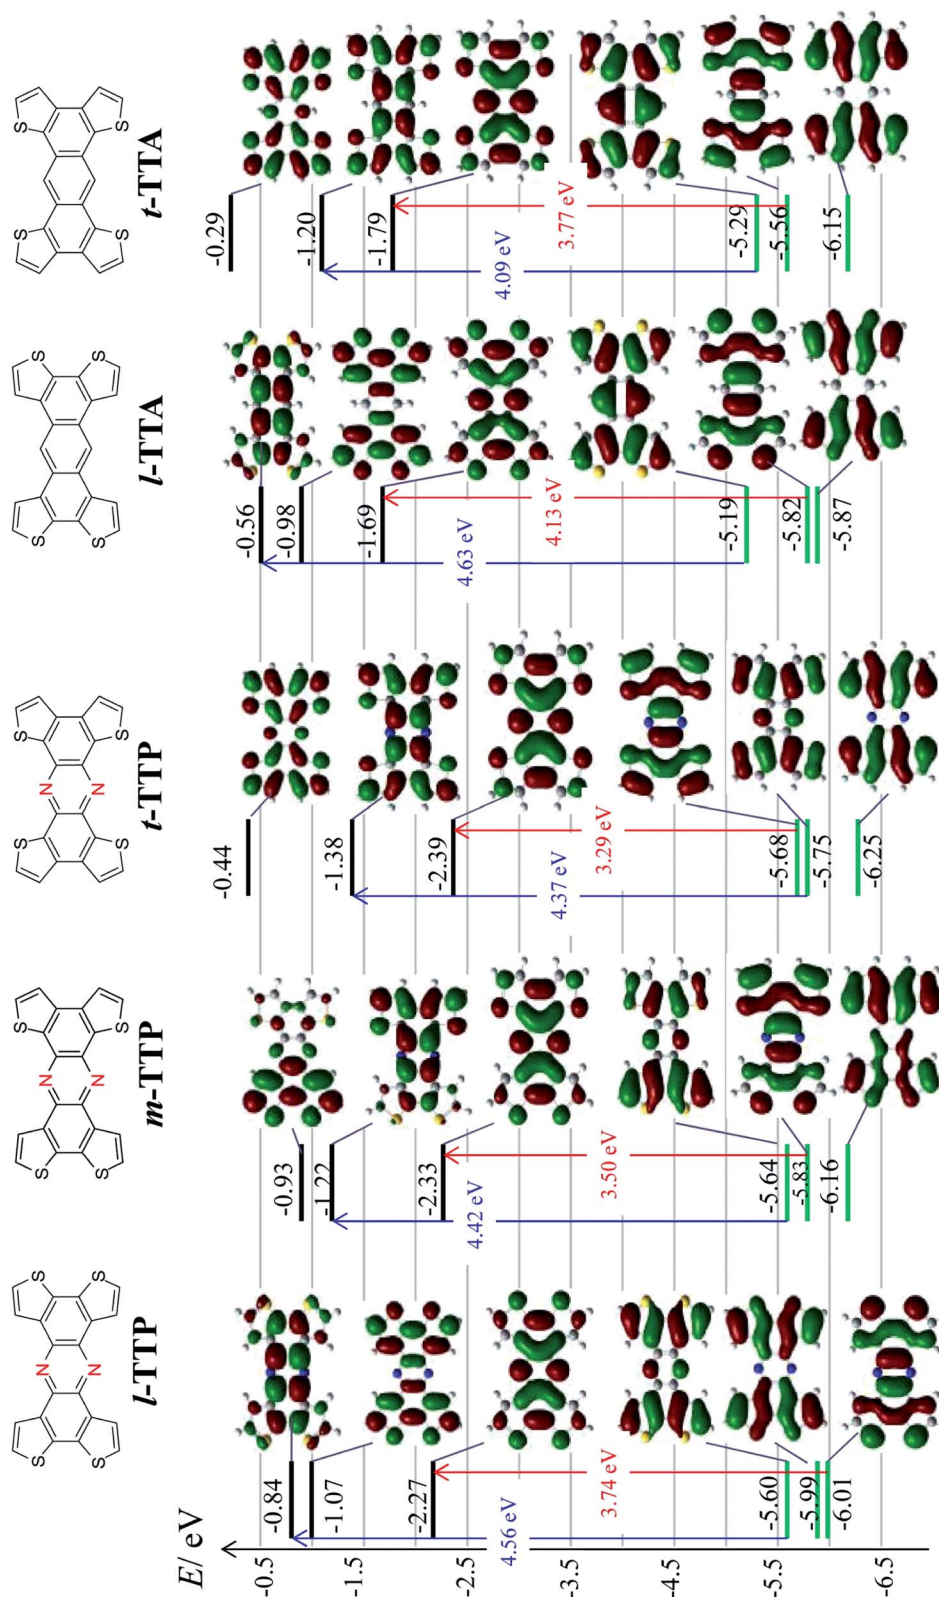 S S S S N N
l-TTP
S S S S N N
m-TTP
S S S S N N
t-TTP
S S S S
l-TTA
S S S S
t-TTA
E/ eV
-0.5
-1.5
-2.5
-3.5
-4.5
-5.5
-6.5
-0.84
-1.07
-2.27
4.56 eV
3.74 eV
-5.60
-5.99
-6.01
-0.93
-1.22
-2.33
4.42 eV
3.50 eV
-5.64
-5.83
-6.16
-0.44
-1.38
-2.39
4.37 eV
3.29 eV
-5.68
-5.75
-6.25
-0.56
-0.98
-1.69
4.63 eV
4.13 eV
-5.19
-5.82
-5.87
-0.29
-1.20
-1.79
4.09 eV
3.77 eV
-5.29
-5.56
-6.15